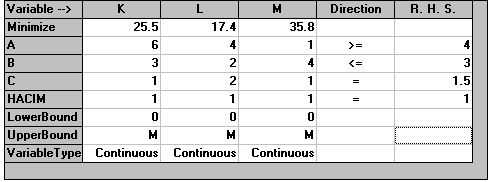 Variable --> K L M Direction R. H. S.
Minimize 25.5 17.4 35.8
A 6 4 1 >= 4
B 3 2 4 <= 3
C 1 2 1 = 1.5
HACIM 1 1 1 = 1
LowerBound 0 0 0
UpperBound M M M
VariableType Continuous Continuous Continuous